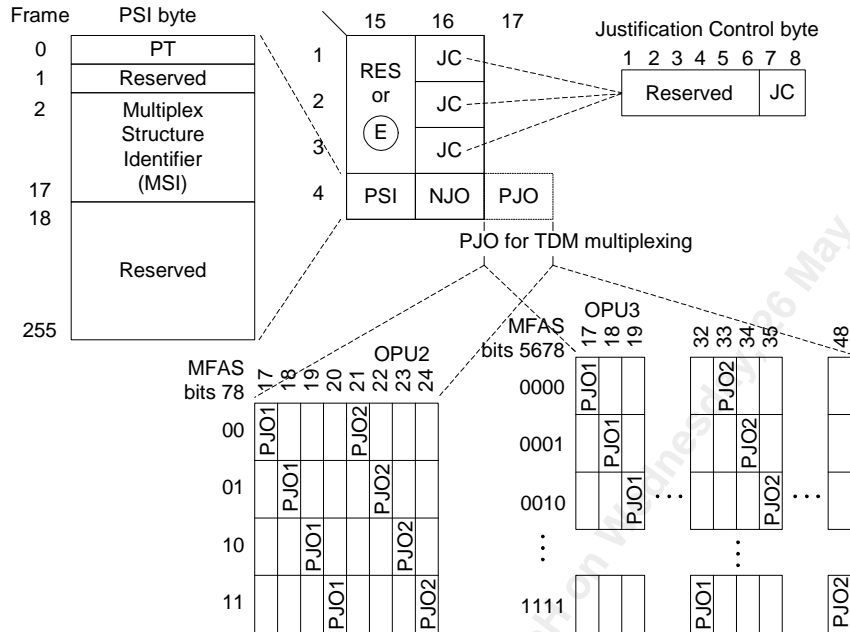 Frame PSI byte
0 PT
1 Reserved
2 Multiplex
Structure
Identifier
(MSI)
17
18
Reserved
255
15 16 17
1 JC
RES
or
E
2 JC
3 JC
4 PSI NJO PJO
Justification Control byte
1 2 3 4 5 6 7 8
Reserved JC
PJO for TDM multiplexing
MFAS
bits 78
OPU2
17 18 19 20 21 22 23 24
00 PJO1 PJO2
01 PJO1 PJO2
10 PJO1 PJO2
11 PJO1 PJO2
MFAS
bits 5678
OPU3
17 18 19 32 33 34 35 48
0000 PJO1 PJO2
0001 PJO1 PJO2
0010 PJO1 ... PJO2 ...
1111 PJO1 PJO2
on Wednesday, 26 May